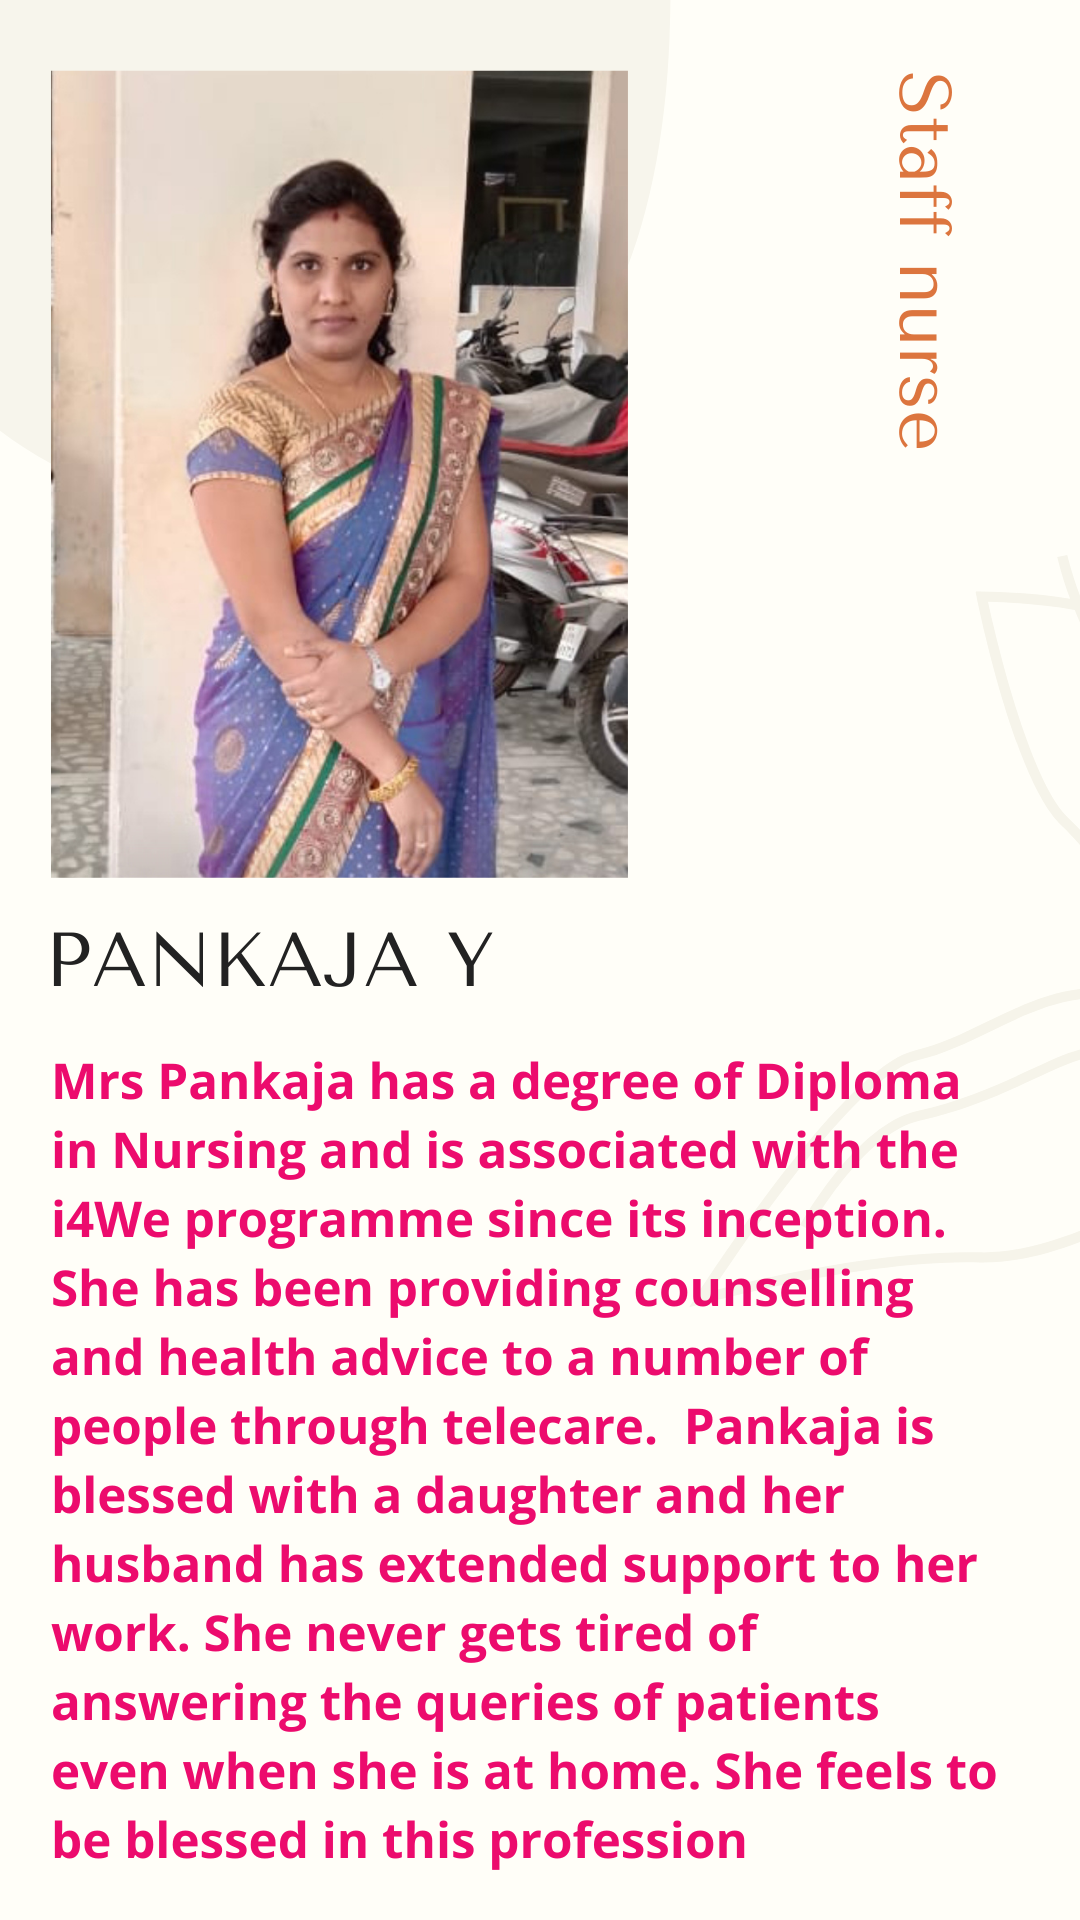 Staff nurse
PANKAJA Y
Mrs Pankaja has a degree of Diploma
in Nursing and is associated with the
i4We programme since its inception.
She has been providing counselling
and health advice to a number of
people through telecare.  Pankaja is
blessed with a daughter and her
husband has extended support to her
work. She never gets tired of
answering the queries of patients
even when she is at home. She feels to
be blessed in this profession